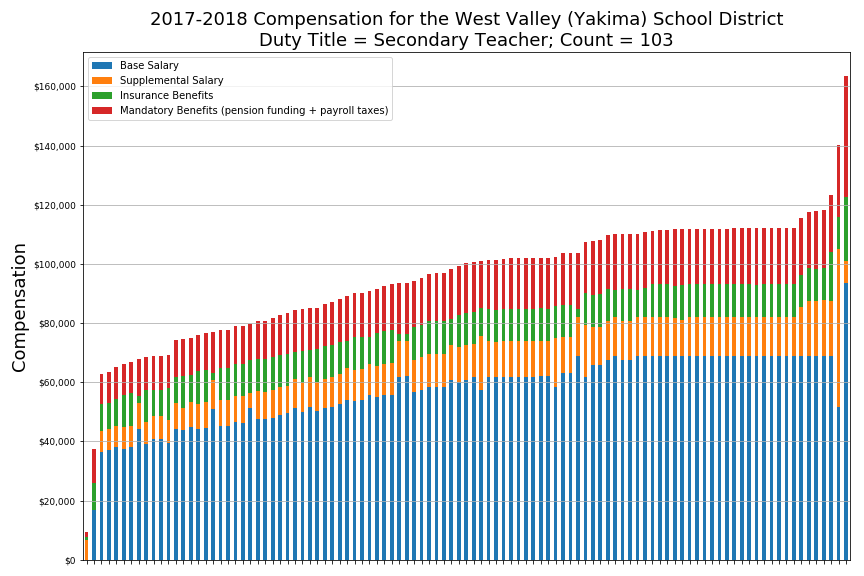 2017-2018 Compensation for the West Valley (Yakima) School District
Duty Title = Secondary Teacher; Count = 103
Base Salary
Supplemental Salary
Insurance Benefits
Mandatory Benefits (pension funding + payroll taxes)
$160,000
$140,000
$120,000
$100,000
$80,000
$60,000
$40,000
$20,000
$0
Compensation